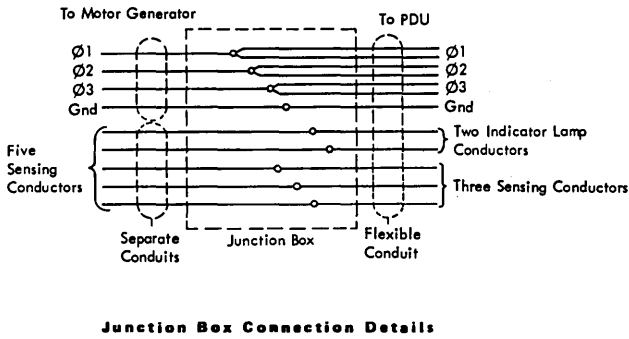 To Motor Generator
To PDU
Ø1
Ø1
Ø2
Ø2
Ø3
Ø3
Gnd
Gnd
Five
Sensing
Conductors
Two Indicator Lamp
Conductors
Three Sensing Conductors
Separate
Conduits
Junction Box
Flexible
Conduit
Junction Box Connection Details